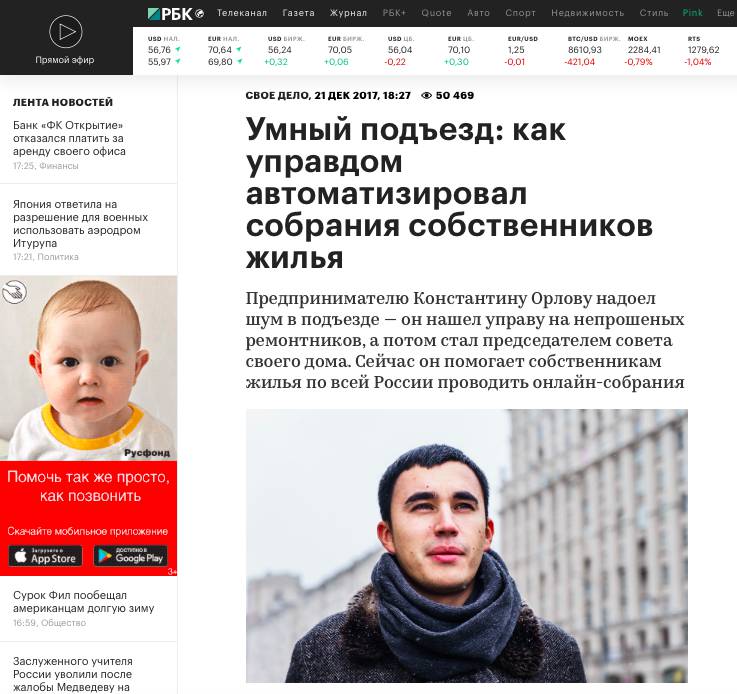 РБК Телеканал Газета Журнал РБК+ Quote Авто Спорт Недвижимость Стиль Pink Еще
Прямой эфир
USD НАЛ. EUR НАЛ. USD БИРЖ. EUR БИРЖ. USD ЦБ. EUR ЦБ. EUR/USD BTC/USD БИРЖ. MOEX RTS
56,76 70,64 56,24 70,05 56,04 70,10 1,25 8610,93 2284,41 1279,62
55,97 69,80 +0,32 +0,06 -0,22 +0,30 -0,01 -421,04 -0,79% -1,04%
ЛЕНТА НОВОСТЕЙ
Банк «ФК Открытие»
отказался платить за
аренду своего офиса
17:25, Финансы
Япония ответила на
разрешение для военных
использовать аэродром
Итурупа
17:21, Политика
Русфонд
Помочь так же просто,
как позвонить
Скачайте мобильное приложение
Загрузите в
App Store
ДОСТУПНО В
Google Play
3+
Сурок Фил пообещал
американцам долгую зиму
16:59, Общество
Заслуженного учителя
России уволили после
жалобы Медведеву на
СВОЕ ДЕЛО, 21 ДЕК 2017, 18:27 50 469
Умный подъезд: как
управдом
автоматизировал
собрания собственников
жилья
Предпринимателю Константину Орлову надоел
шум в подъезде — он нашел управу на непрошеных
ремонтников, а потом стал председателем совета
своего дома. Сейчас он помогает собственникам
жилья по всей России проводить онлайн-собрания